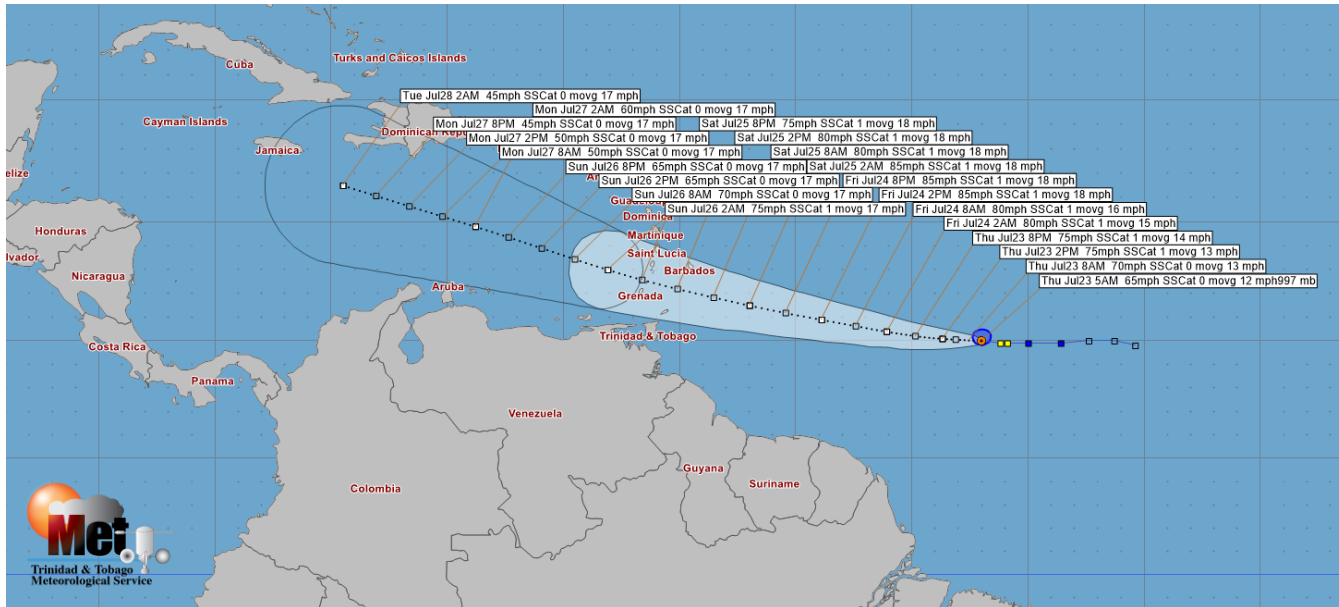 Turks and Caicos Islands
Cuba
Tue Jul28 2AM 45mph SSCat 0 movg 17 mph
Mon Jul27 2AM 60mph SSCat 0 movg 17 mph
Cayman Islands
Mon Jul27 8PM 45mph SSCat 0 movg 17 mph
Sat Jul25 8PM 75mph SSCat 1 movg 18 mph
Dominican Repu
Mon Jul27 2PM 50mph SSCat 0 movg 17 mph
Sat Jul25 2PM 80mph SSCat 1 movg 18 mph
Jamaica
Mon Jul27 8AM 50mph SSCat 0 movg 17 mph
Sat Jul25 8AM 80mph SSCat 1 movg 18 mph
elize
Sun Jul26 8PM 65mph SSCat 0 movg 17 mph
Sat Jul25 2AM 85mph SSCat 1 movg 18 mph
Sun Jul26 2PM 65mph SSCat 0 movg 17 mph
Fri Jul24 8PM 85mph SSCat 1 movg 18 mph
Sun Jul26 8AM 70mph SSCat 0 movg 17 mph
Fri Jul24 2PM 85mph SSCat 1 movg 18 mph
Guadeloup
Sun Jul26 2AM 75mph SSCat 1 movg 17 mph
Fri Jul24 8AM 80mph SSCat 1 movg 16 mph
Dominica
Fri Jul24 2AM 80mph SSCat 1 movg 15 mph
Honduras
Martinique
Thu Jul23 8PM 75mph SSCat 1 movg 14 mph
Saint Lucia
Thu Jul23 2PM 75mph SSCat 1 movg 13 mph
lvador
Barbados
Thu Jul23 8AM 70mph SSCat 0 movg 13 mph
Nicaragua
Thu Jul23 5AM 65mph SSCat 0 movg 12 mph997 mb
Aruba
Grenada
Trinidad & Tobago
Costa Rica
Panama
Venezuela
Guyana
Suriname
Colombia
Met
Trinidad & Tobago
Meteorological Service